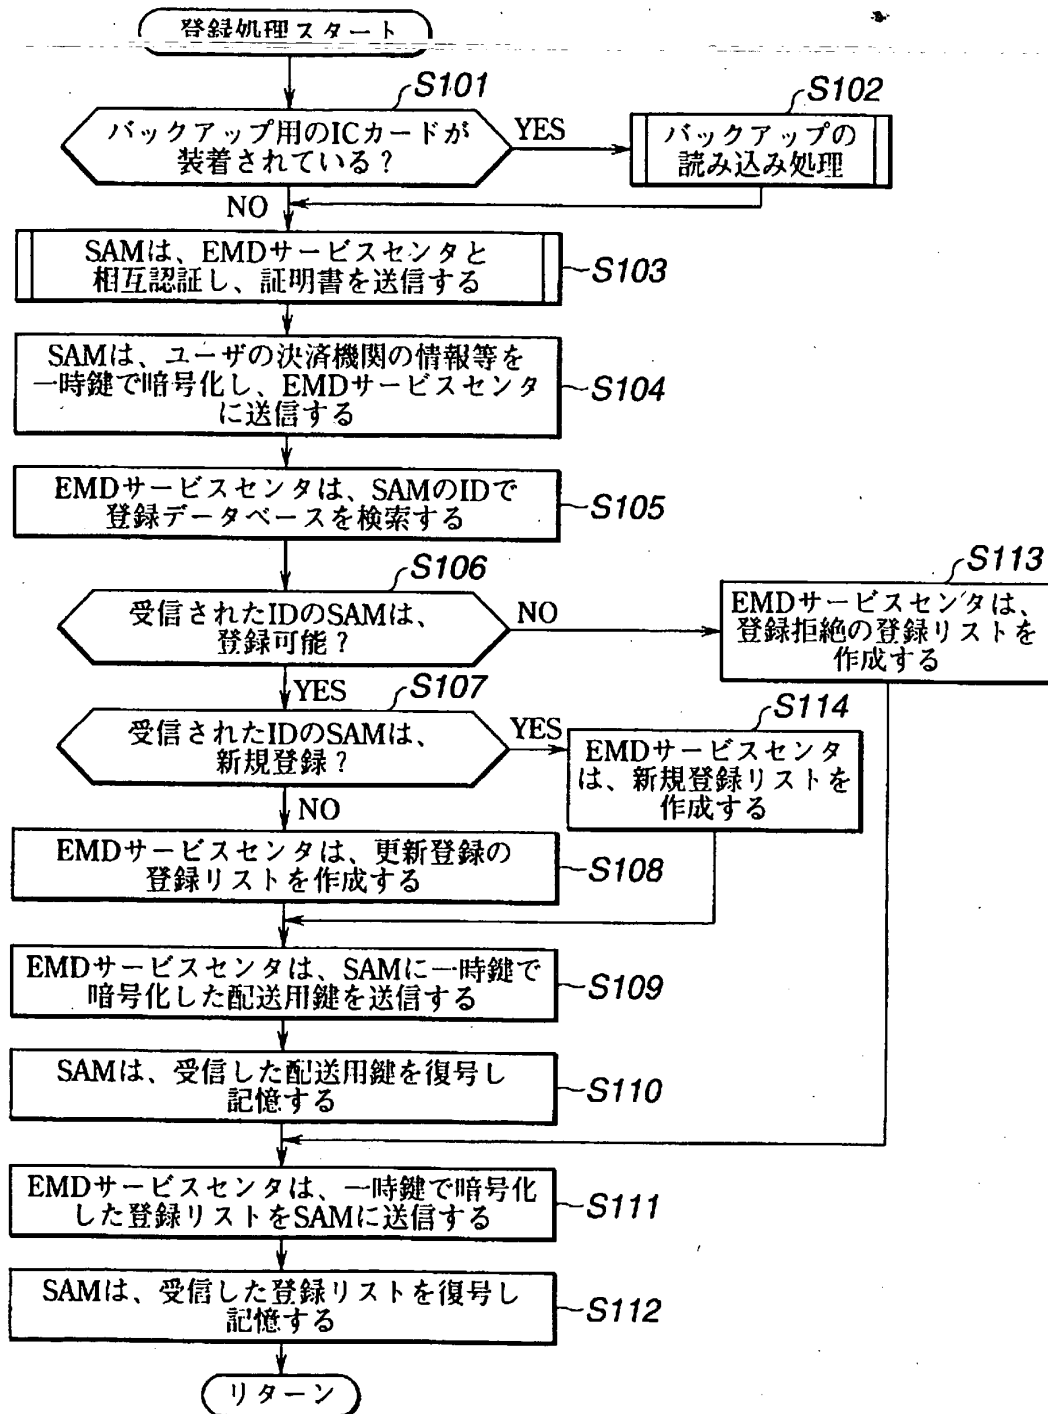 登録処理スタート
S101
バックアップ用のICカードが
装着されている?
YES
S102
バックアップの
読み込み処理
NO
SAMは、EMDサービスセンタと
相互認証し、証明書を送信する
S103
SAMは、ユーザの決済機関の情報等を
一時鍵で暗号化し、EMDサービスセンタ
に送信する
S104
EMDサービスセンタは、SAMのIDで
登録データベースを検索する
S105
S106
受信されたIDのSAMは、
登録可能?
NO
S113
EMDサービスセンタは、
登録拒絶の登録リストを
作成する
YES
S107
受信されたIDのSAMは、
新規登録?
YES
S114
EMDサービスセンタ
は、新規登録リストを
作成する
NO
EMDサービスセンタは、更新登録の
登録リストを作成する
S108
EMDサービスセンタは、SAMに一時鍵で
暗号化した配送用鍵を送信する
S109
SAMは、受信した配送用鍵を復号し
記憶する
S110
EMDサービスセンタは、一時鍵で暗号化
した登録リストをSAMに送信する
S111
SAMは、受信した登録リストを復号し
記憶する
S112
リターン